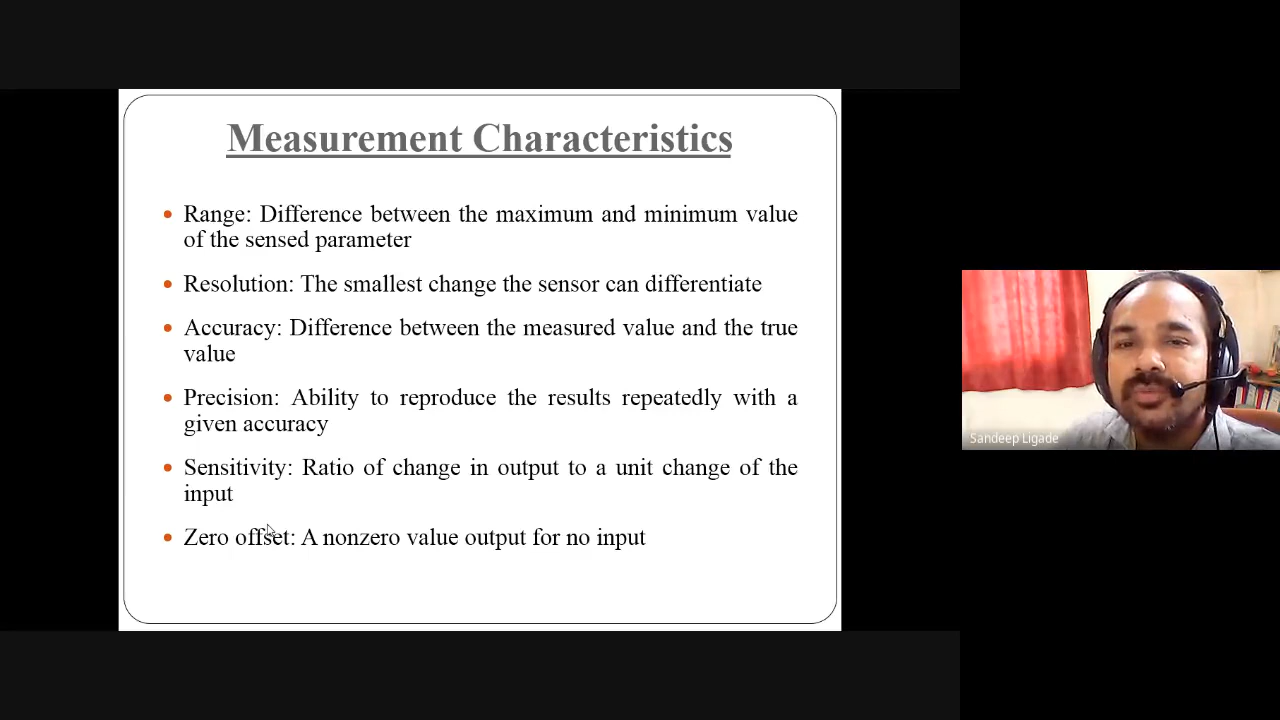 Measurement Characteristics
Range: Difference between the maximum and minimum value
of the sensed parameter
Resolution: The smallest change the sensor can differentiate
Accuracy: Difference between the measured value and the true
value
Precision: Ability to reproduce the results repeatedly with a
given accuracy
Sensitivity: Ratio of change in output to a unit change of the
input
Zero offset: A nonzero value output for no input
Sandeep Ligade